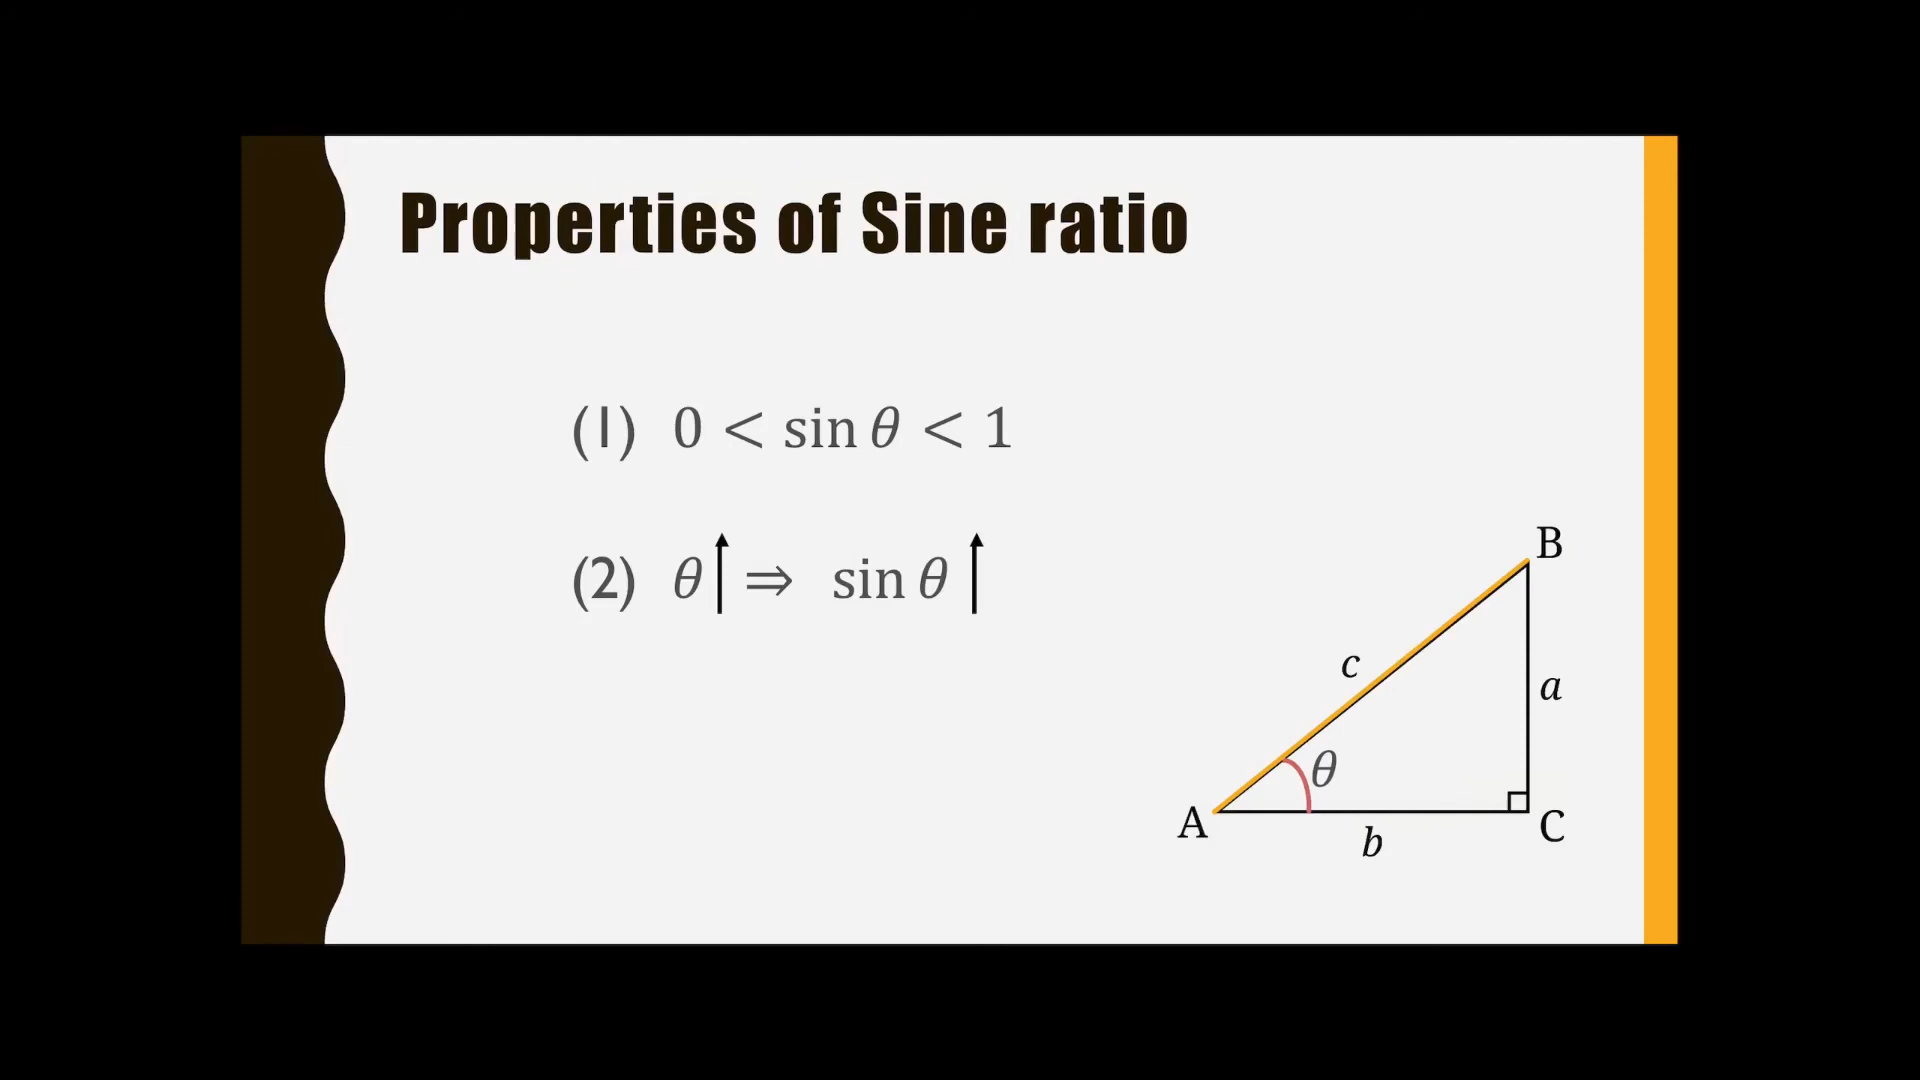 Properties of Sine ratio
(1) 0 < sin θ < 1
(2) θ ↑ ⇒ sin θ ↑
B
c
a
θ
A
C
b